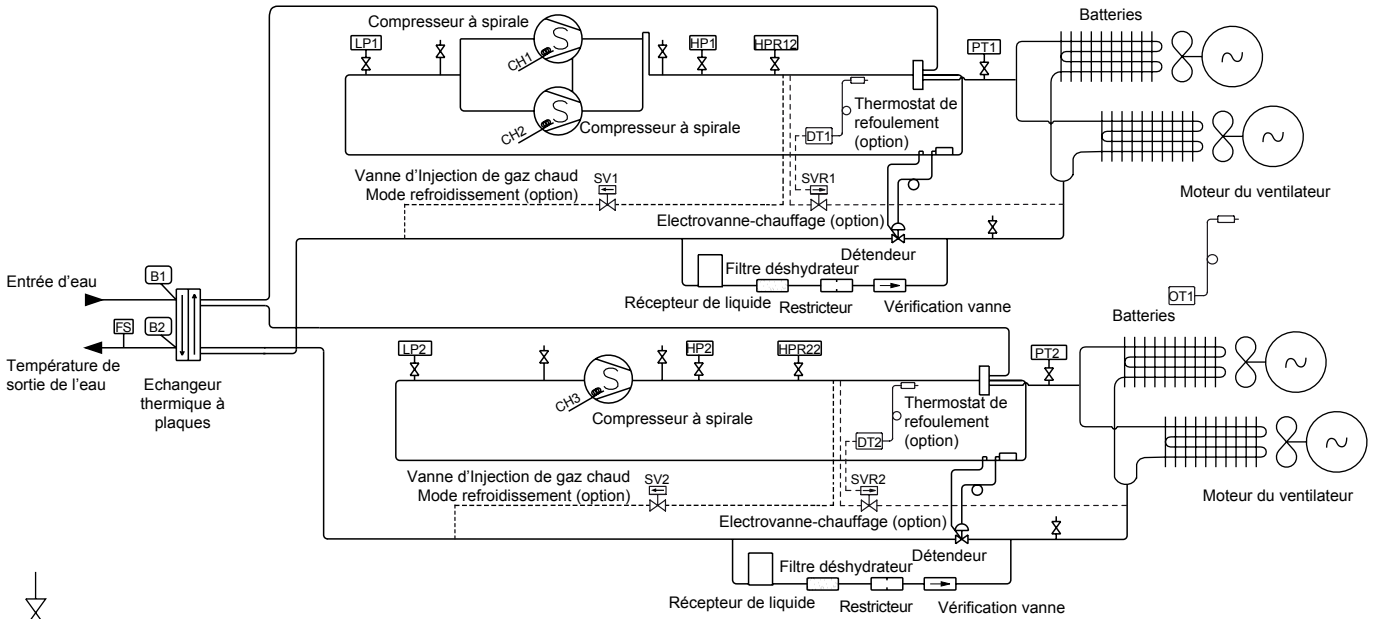 Compresseur à spirale
Batteries
LP1
HP1
HPR12
PT1
CH1
CH2
Compresseur à spirale
Thermostat de
refoulement
(option)
DT1
Vanne d'Injection de gaz chaud
Mode refroidissement (option)
SV1
SVR1
Moteur du ventilateur
Electrovanne-chauffage (option)
Détendeur
Entrée d'eau
B1
Filtre déshydrateur
Récepteur de liquide
Restricteur
Vérification vanne
OT1
FS
B2
Batteries
Température de
sortie de l'eau
LP2
HP2
HPR22
PT2
Echangeur
thermique à
plaques
CH3
Compresseur à spirale
Thermostat de
refoulement
(option)
DT2
Vanne d'Injection de gaz chaud
Mode refroidissement (option)
SV2
SVR2
Moteur du ventilateur
Electrovanne-chauffage (option)
Détendeur
Filtre déshydrateur
Récepteur de liquide
Restricteur
Vérification vanne
S
S
S